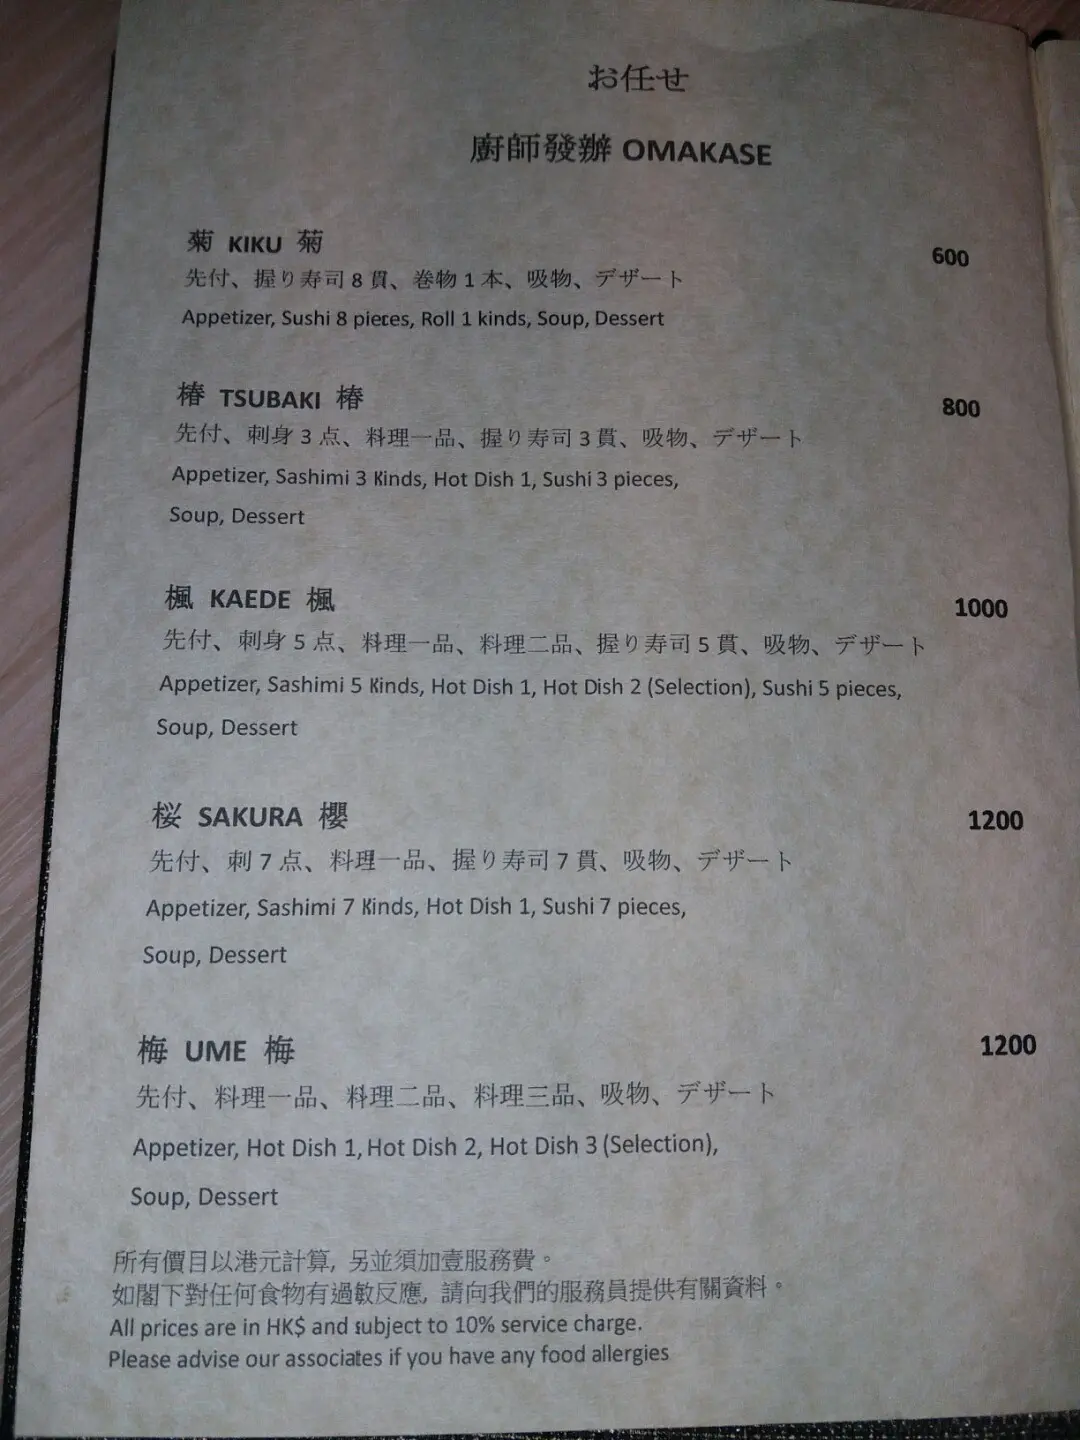 お任せ
廚師發辦 OMAKASE
菊 KIKU 菊
600
先付、握り寿司 8 貫、巻物 1 本、吸物、デザート
Appetizer, Sushi 8 pieces, Roll 1 kinds, Soup, Dessert
椿 TSUBAKI 椿
800
先付、刺身 3 点、料理一品、握り寿司 3 貫、吸物、デザート
Appetizer, Sashimi 3 Kinds, Hot Dish 1, Sushi 3 pieces,
Soup, Dessert
楓 KAEDE 楓
1000
先付、刺身 5 点、料理一品、料理二品、握り寿司 5 貫、吸物、デザート
Appetizer, Sashimi 5 Kinds, Hot Dish 1, Hot Dish 2 (Selection), Sushi 5 pieces,
Soup, Dessert
桜 SAKURA 櫻
1200
先付、刺 7 点、料理一品、握り寿司 7 貫、吸物、デザート
Appetizer, Sashimi 7 Kinds, Hot Dish 1, Sushi 7 pieces,
Soup, Dessert
梅 UME 梅
1200
先付、料理一品、料理二品、料理三品、吸物、デザート
Appetizer, Hot Dish 1, Hot Dish 2, Hot Dish 3 (Selection),
Soup, Dessert
所有價目以港元計算, 另並須加壹服務費。
如閣下對任何食物有過敏反應, 請向我們的服務員提供有關資料。
All prices are in HK$ and subject to 10% service charge.
Please advise our associates if you have any food allergies